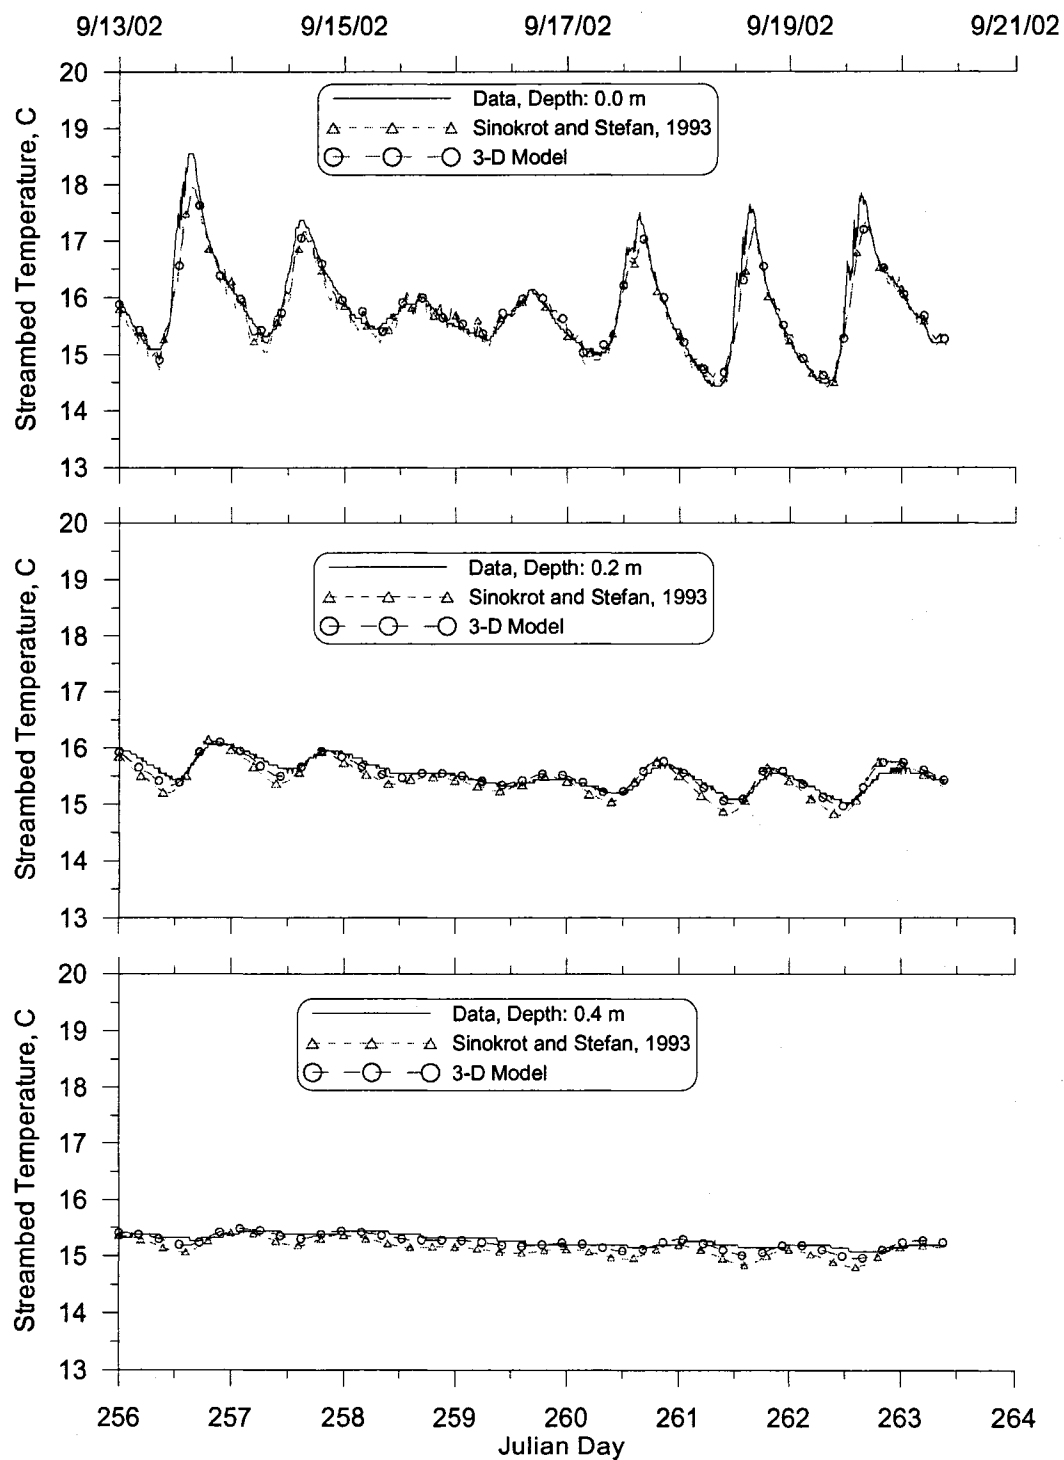 9/13/02 9/15/02 9/17/02 9/19/02 9/21/02
20
19
18
17
16
15
14
13
Streambed Temperature, C
Data, Depth: 0.0 m
Sinokrot and Stefan, 1993
3-D Model
20
19
18
17
16
15
14
13
Streambed Temperature, C
Data, Depth: 0.2 m
Sinokrot and Stefan, 1993
3-D Model
20
19
18
17
16
15
14
13
Streambed Temperature, C
Data, Depth: 0.4 m
Sinokrot and Stefan, 1993
3-D Model
256 257 258 259 260 261 262 263 264
Julian Day